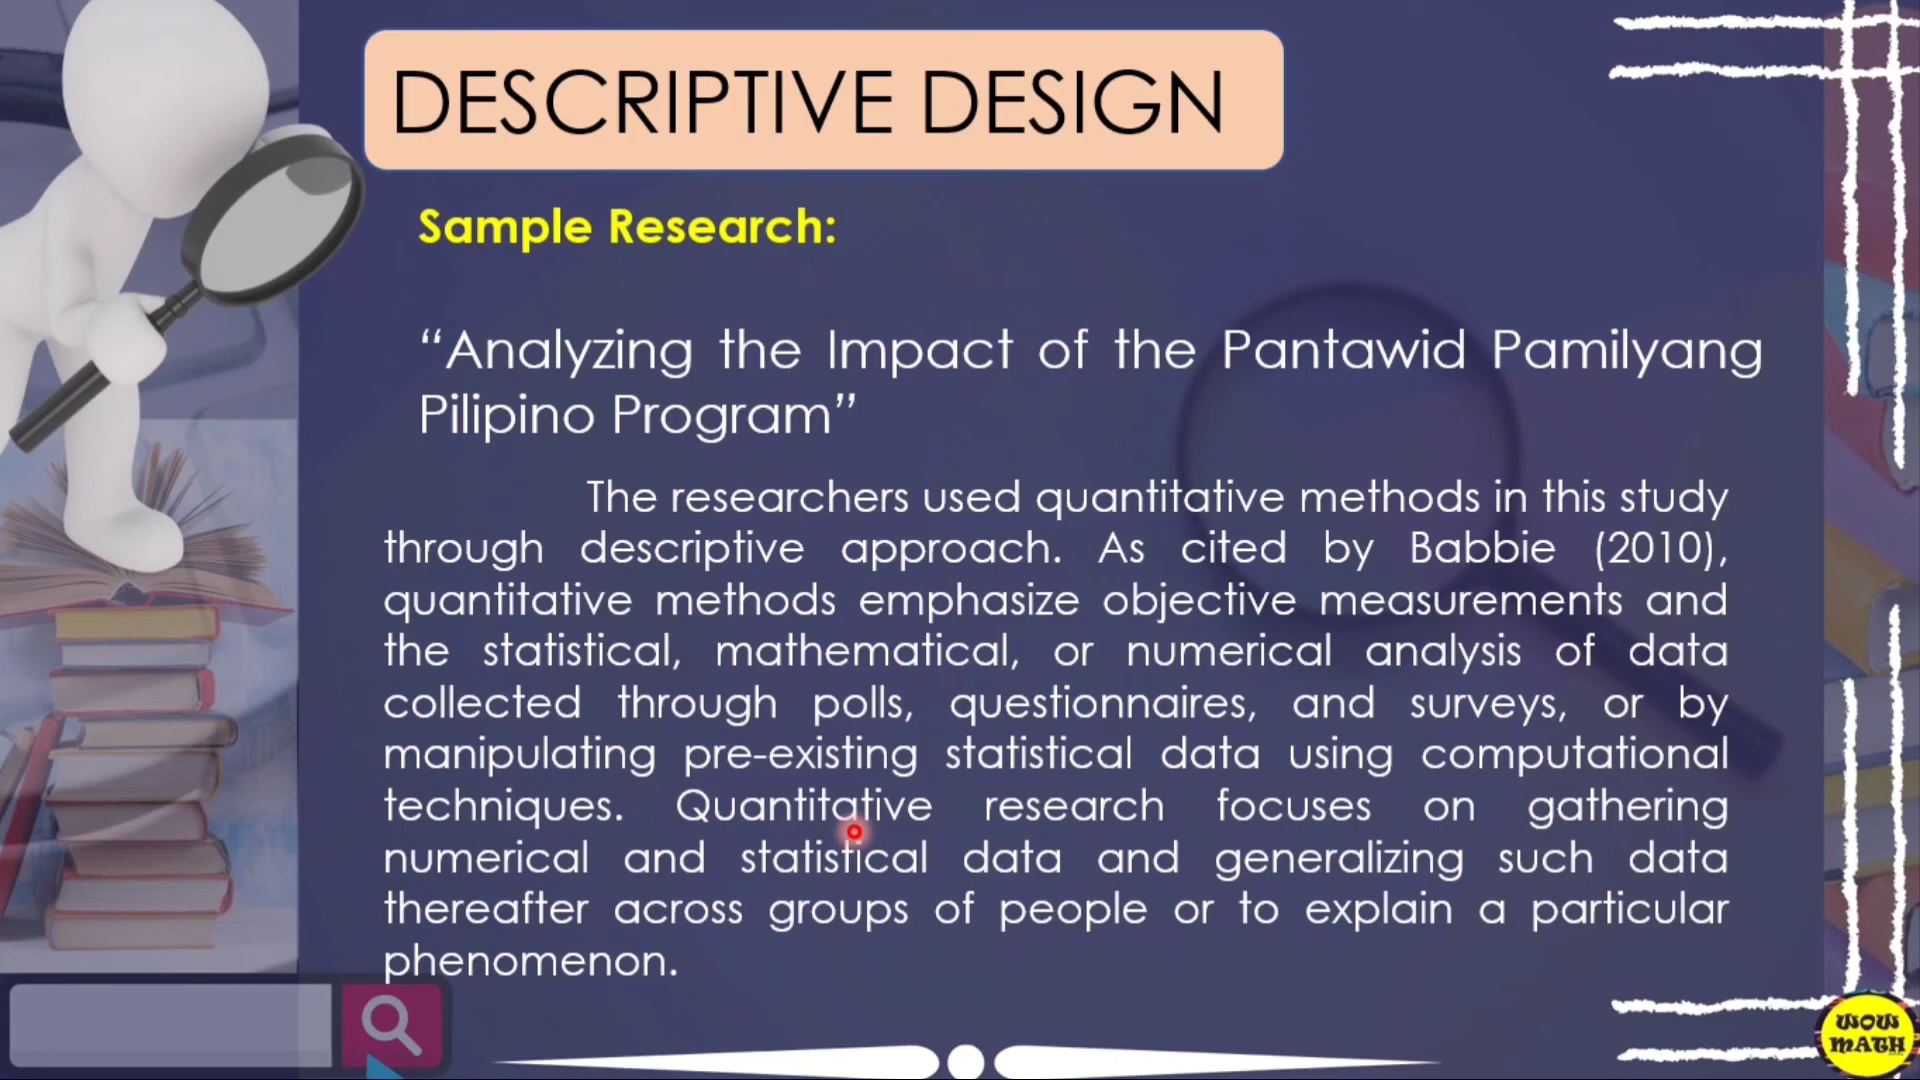 DESCRIPTIVE DESIGN
Sample Research:
“Analyzing the Impact of the Pantawid Pamilyang
Pilipino Program”
The researchers used quantitative methods in this study
through descriptive approach. As cited by Babbie (2010),
quantitative methods emphasize objective measurements and
the statistical, mathematical, or numerical analysis of data
collected through polls, questionnaires, and surveys, or by
manipulating pre-existing statistical data using computational
techniques. Quantitative research focuses on gathering
numerical and statistical data and generalizing such data
thereafter across groups of people or to explain a particular
phenomenon.
WOW
MATH